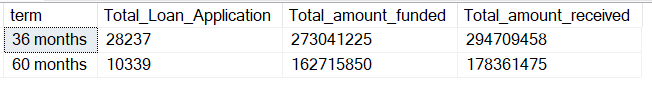 term Total_Loan_Application Total_amount_funded Total_amount_received
36 months 28237 273041225 294709458
60 months 10339 162715850 178361475